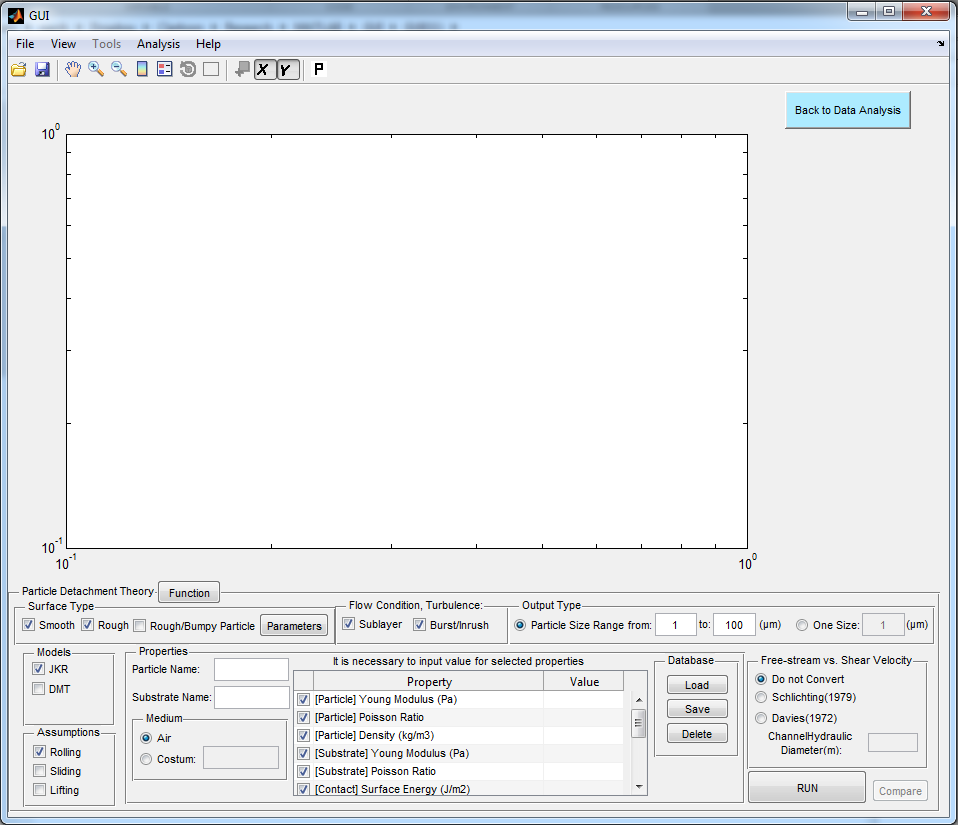 GUI
File View Tools Analysis Help
X Y P
Back to Data Analysis
10^0
10^-1
10^-1 10^0
Particle Detachment Theory Function
Surface Type
Smooth Rough Rough/Bumpy Particle Parameters
Flow Condition, Turbulence:
Sublayer Burst/Inrush
Output Type
Particle Size Range from: 1 to: 100 (μm) One Size: 1 (μm)
Models
JKR
DMT
Assumptions
Rolling
Sliding
Lifting
Properties
Particle Name:
Substrate Name:
Medium
Air
Costum:
It is necessary to input value for selected properties
Property Value
[Particle] Young Modulus (Pa)
[Particle] Poisson Ratio
[Particle] Density (kg/m3)
[Substrate] Young Modulus (Pa)
[Substrate] Poisson Ratio
[Contact] Surface Energy (J/m2)
Database
Load
Save
Delete
Free-stream vs. Shear Velocity
Do not Convert
Schlichting(1979)
Davies(1972)
ChannelHydraulic
Diameter(m):
RUN Compare